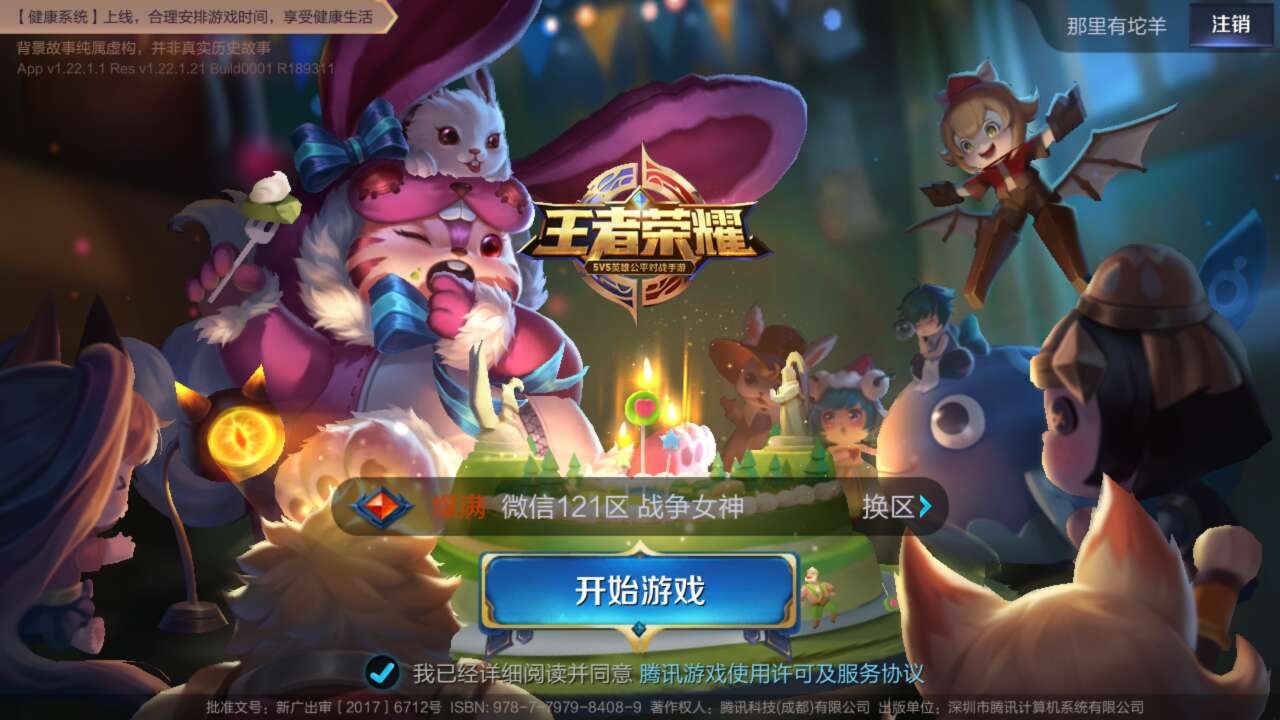 【健康系统】上线，合理安排游戏时间，享受健康生活
背景故事纯属虚构，并非真实历史故事
App v1.22.1.1 Res v1.22.1.21 Build0001 R189311
那里有坨羊
注销
王者荣耀
5V5英雄公平对战手游
爆满 微信121区 战争女神
换区
开始游戏
我已经详细阅读并同意 腾讯游戏使用许可及服务协议
批准文号：新广出审［2017］6712号 ISBN: 978-7-7979-8408-9 著作权人：腾讯科技(成都)有限公司 出版单位：深圳市腾讯计算机系统有限公司